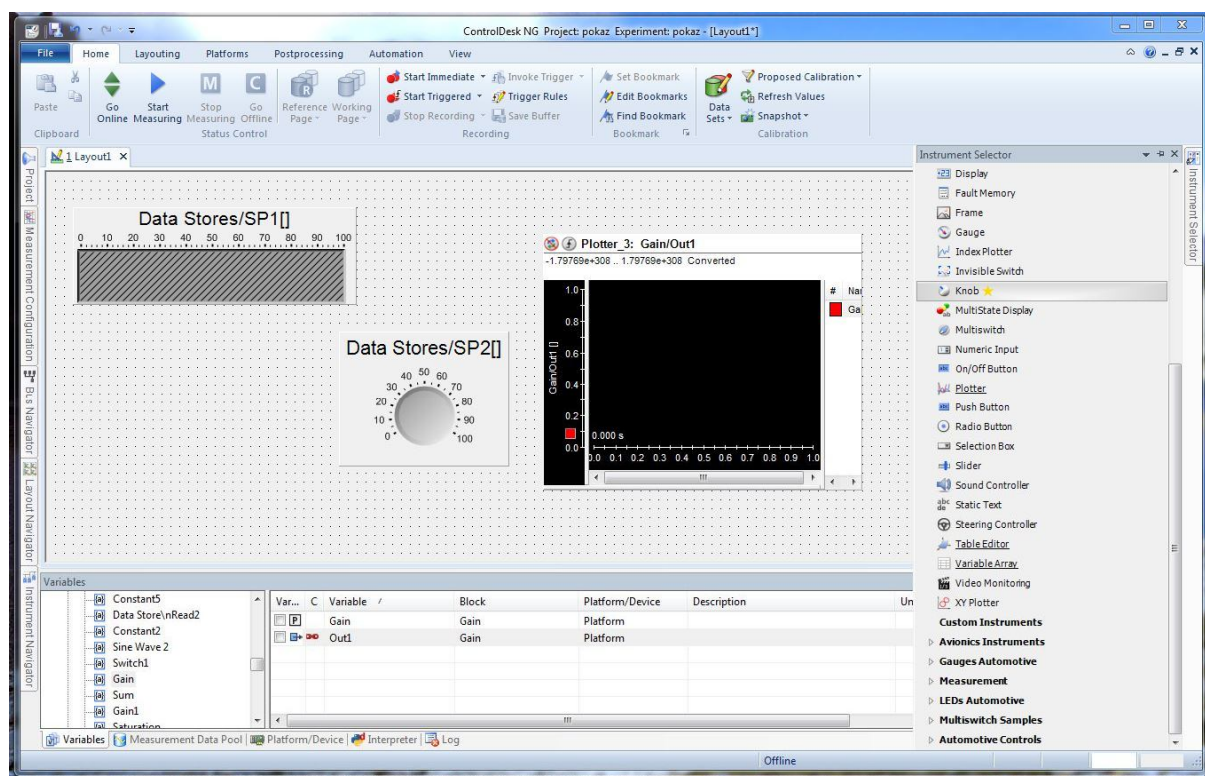 ControlDesk NG Project: pokaz Experiment: pokaz - [Layout1*]
File Home Layouting Platforms Postprocessing Automation View
Paste
Clipboard
Go Online
Start Measuring
Stop Measuring
Go Offline
Status Control
Reference Page
Working Page
Start Immediate
Start Triggered
Stop Recording
Invoke Trigger
Trigger Rules
Save Buffer
Recording
Set Bookmark
Edit Bookmarks
Find Bookmark
Bookmark
Data Sets
Proposed Calibration
Refresh Values
Snapshot
Calibration
Project
Measurement Configuration
Bus Navigator
Layout Navigator
Instrument Navigator
1 Layout1
Data Stores/SP1[]
0 10 20 30 40 50 60 70 80 90 100
Data Stores/SP2[]
0 10 20 30 40 50 60 70 80 90 100
Plotter_3: Gain/Out1
-1.79769e+308 .. 1.79769e+308 Converted
Gain/Out1 []
1.0
0.8
0.6
0.4
0.2
0.0
0.000 s
0.0 0.1 0.2 0.3 0.4 0.5 0.6 0.7 0.8 0.9 1.0
# Nai
Ga
Instrument Selector
Display
Fault Memory
Frame
Gauge
Index Plotter
Invisible Switch
Knob
MultiState Display
Multiswitch
Numeric Input
On/Off Button
Plotter
Push Button
Radio Button
Selection Box
Slider
Sound Controller
Static Text
Steering Controller
Table Editor
Variable Array
Video Monitoring
XY Plotter
Custom Instruments
Avionics Instruments
Gauges Automotive
Measurement
LEDs Automotive
Multiswitch Samples
Automotive Controls
Instrument Selector
Variables
Constant5
Data Store\nRead2
Constant2
Sine Wave 2
Switch1
Gain
Sum
Gain1
Saturation
Var... C Variable Block Platform/Device Description Un
P Gain Gain Platform
Out1 Gain Platform
Variables Measurement Data Pool Platform/Device Interpreter Log
Offline